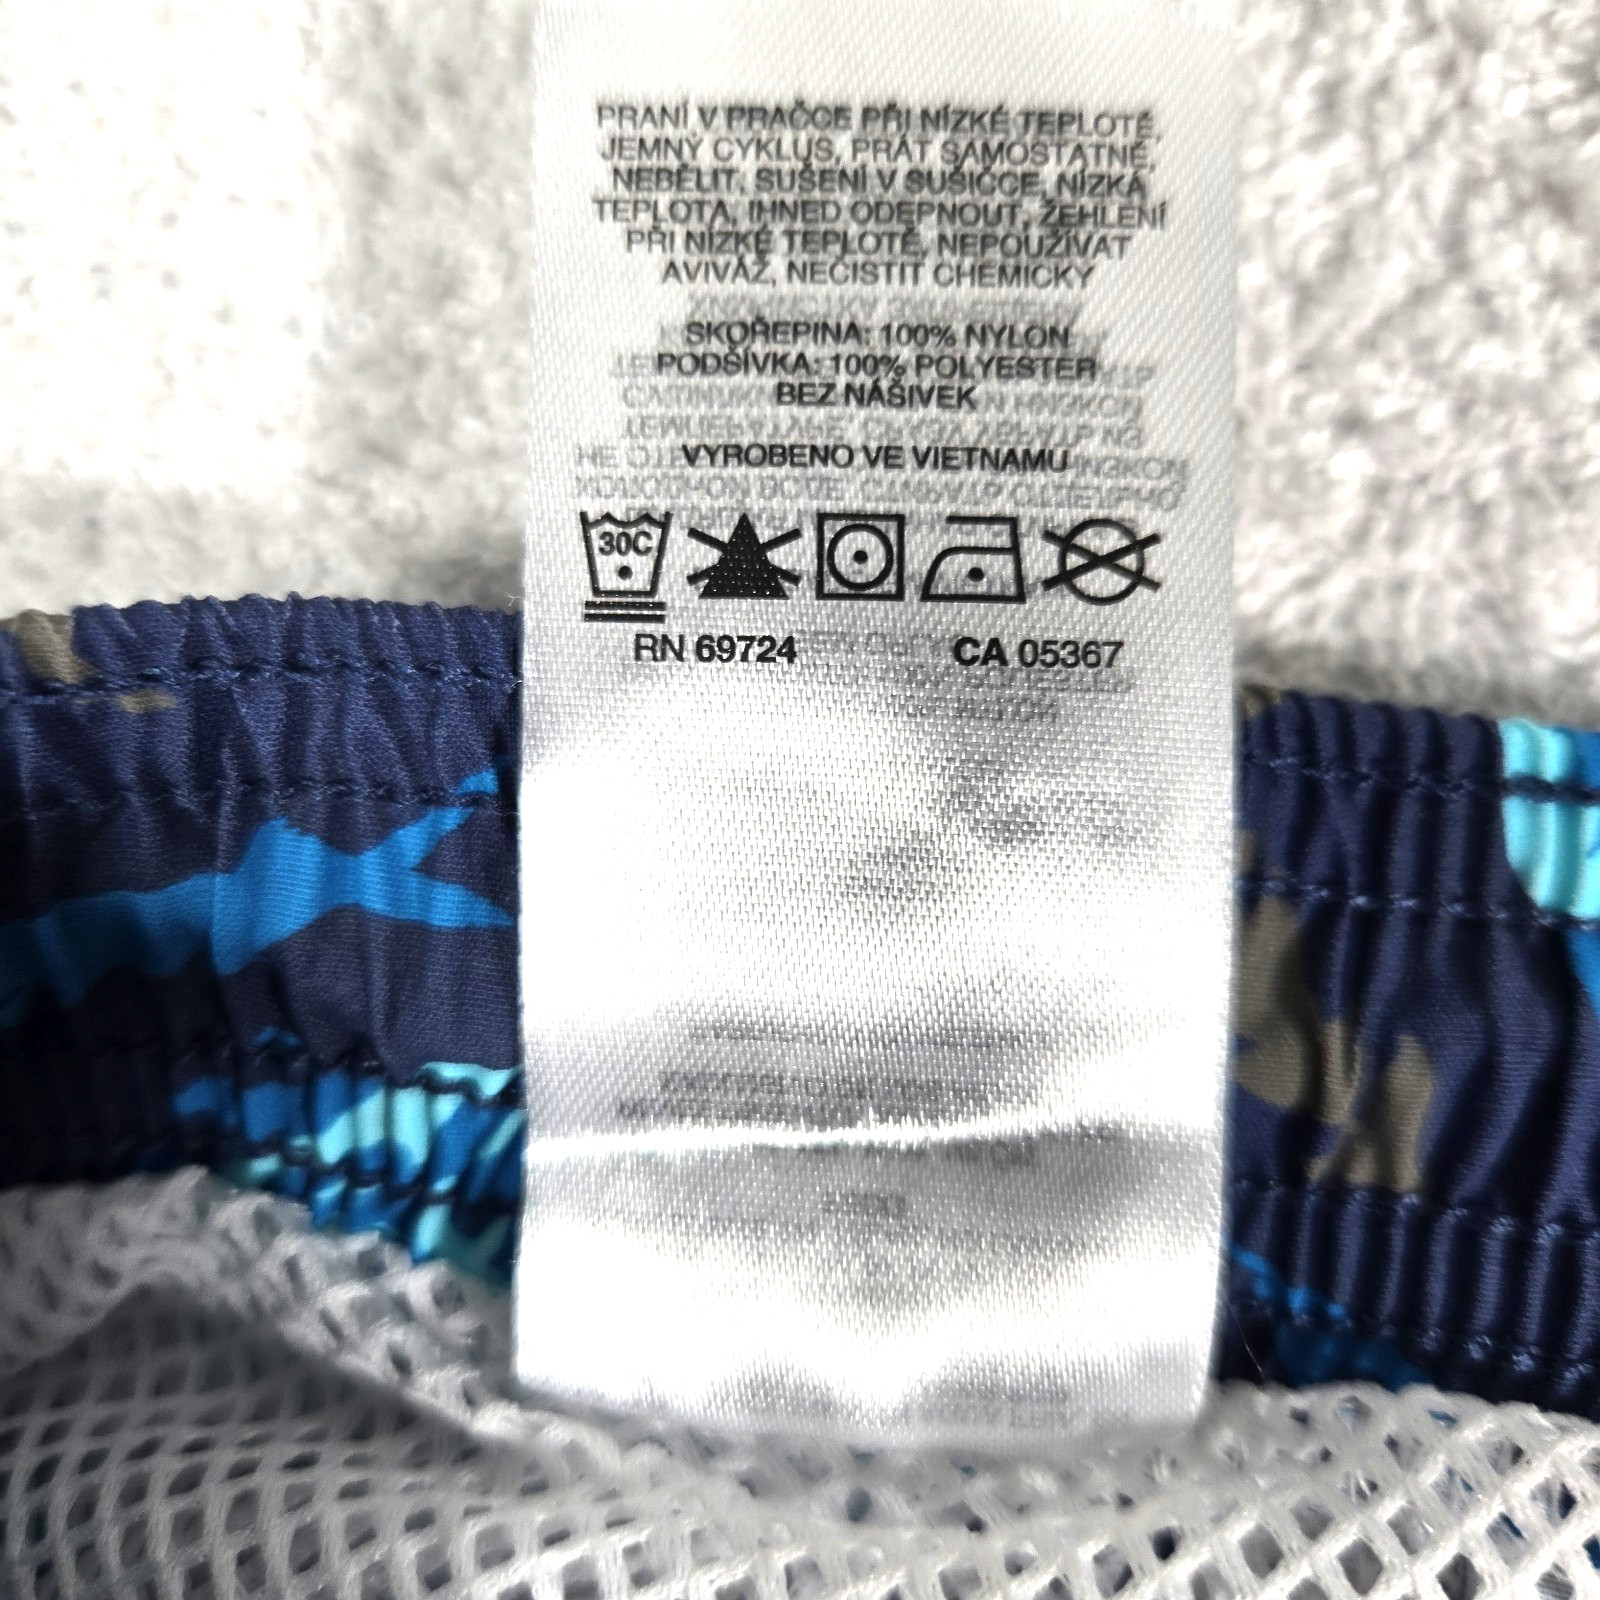 PRANÍ V PRAČCE PŘI NÍZKÉ TEPLOTĚ,
JEMNÝ CYKLUS, PRÁT SAMOSTATNĚ,
NEBĚLIT, SUŠENÍ V SUŠIČCE, NÍZKÁ
TEPLOTA, IHNED ODEPNOUT, ŽEHLENÍ
PŘI NÍZKÉ TEPLOTĚ, NEPOUŽÍVAT
AVIVÁŽ, NEČISTIT CHEMICKY
SKOŘEPINA: 100% NYLON
PODŠÍVKA: 100% POLYESTER
BEZ NÁŠIVEK
VYROBENO VE VIETNAMU
30C
RN 69724 CA 05367